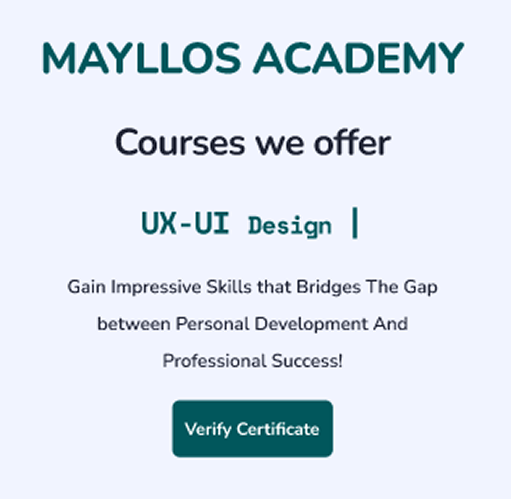 MAYLLOS ACADEMY
Courses we offer
UX-UI Design |
Gain Impressive Skills that Bridges The Gap
between Personal Development And
Professional Success!
Verify Certificate